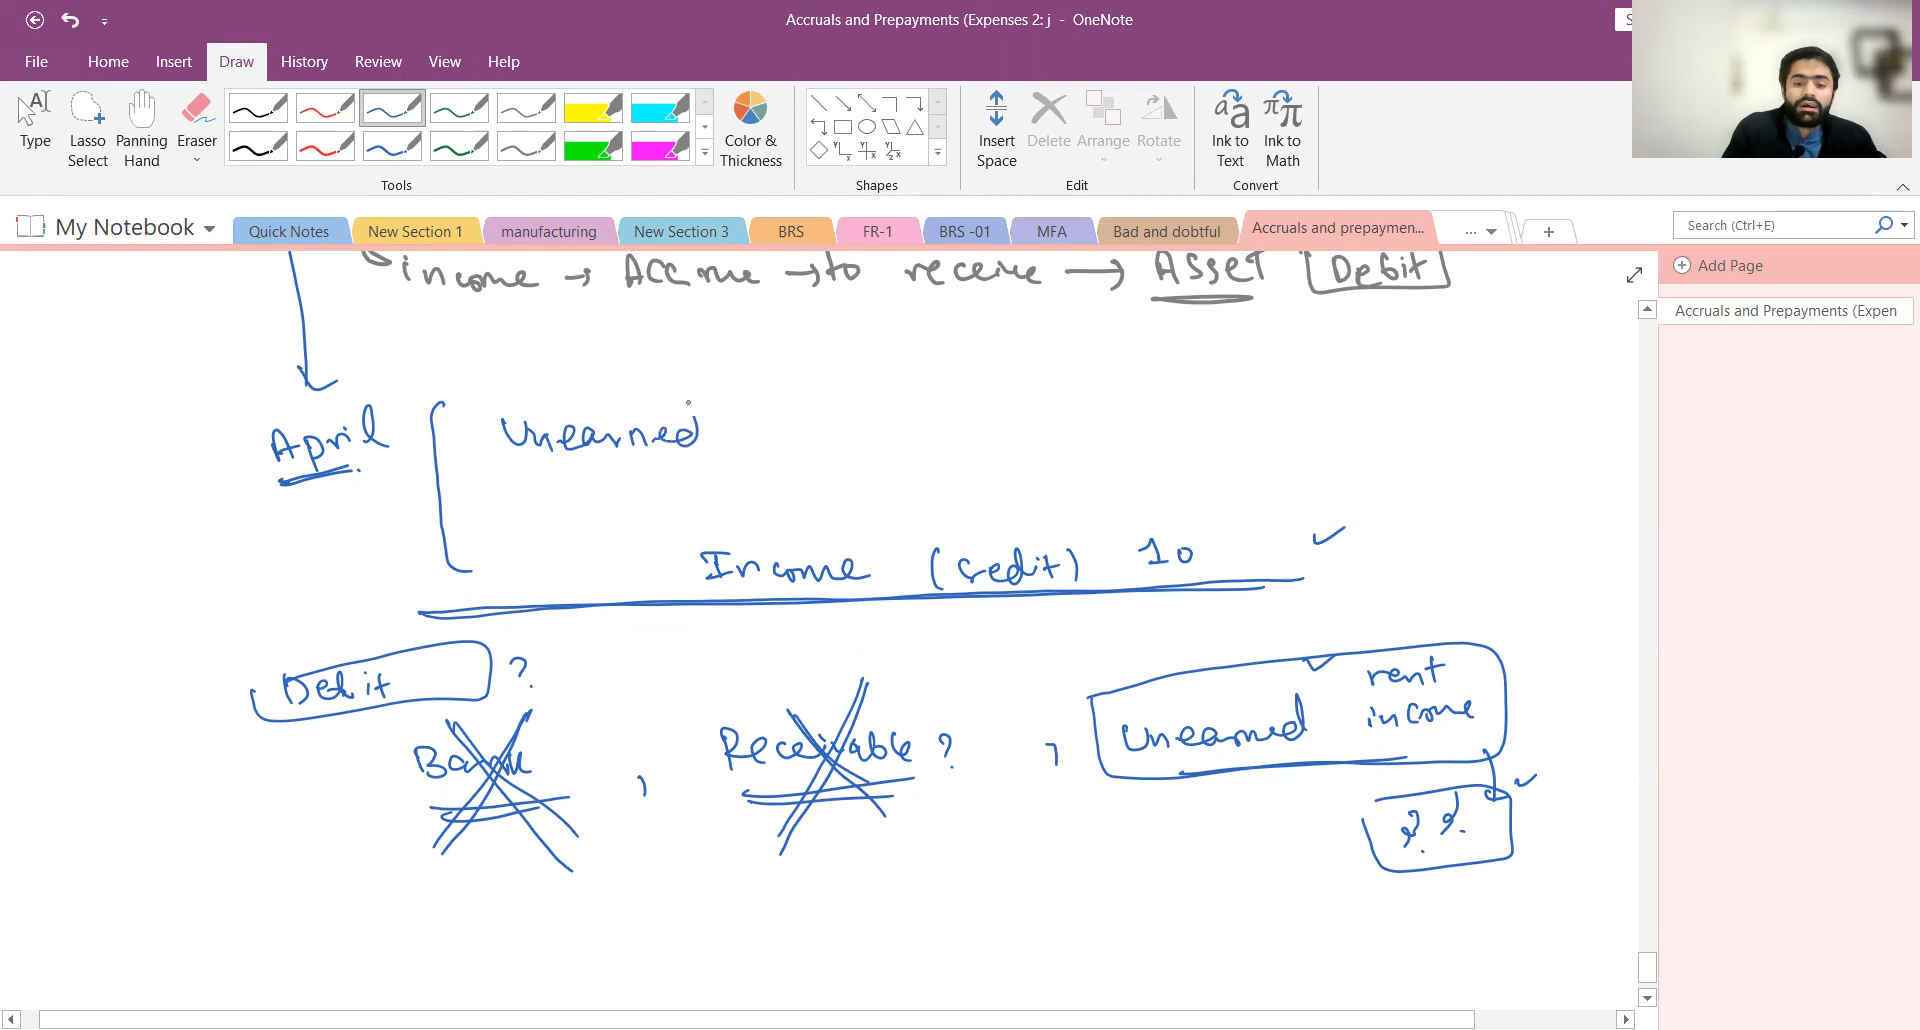 Accruals and Prepayments (Expenses 2: j - OneNote
File Home Insert Draw History Review View Help
Type
Lasso Select
Panning Hand
Eraser
Color & Thickness
Insert Space
Delete
Arrange
Rotate
Ink to Text
Ink to Math
Tools Shapes Edit Convert
My Notebook
Quick Notes
New Section 1
manufacturing
New Section 3
BRS
FR-1
BRS -01
MFA
Bad and dobtful
Accruals and prepaymen...
...
+
Search (Ctrl+E)
Add Page
Accruals and Prepayments (Expen
income → Accrue → to receive → Asset Debit
April Unearned
Income (credit) 10
Debit ?
Bank , Receivable ? , Unearned rent income
? ?